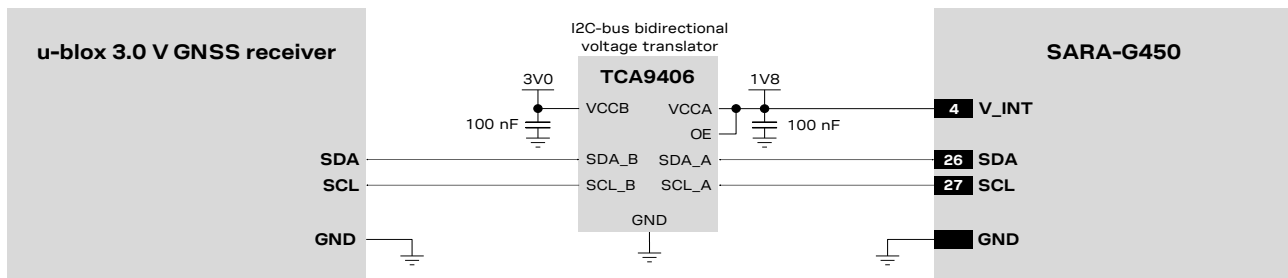 I2C-bus bidirectional
voltage translator
u-blox 3.0 V GNSS receiver
TCA9406
SARA-G450
3V0
1V8
VCCB
VCCA
4 V_INT
100 nF
OE
100 nF
SDA
SDA_B
SDA_A
26 SDA
SCL
SCL_B
SCL_A
27 SCL
GND
GND
GND